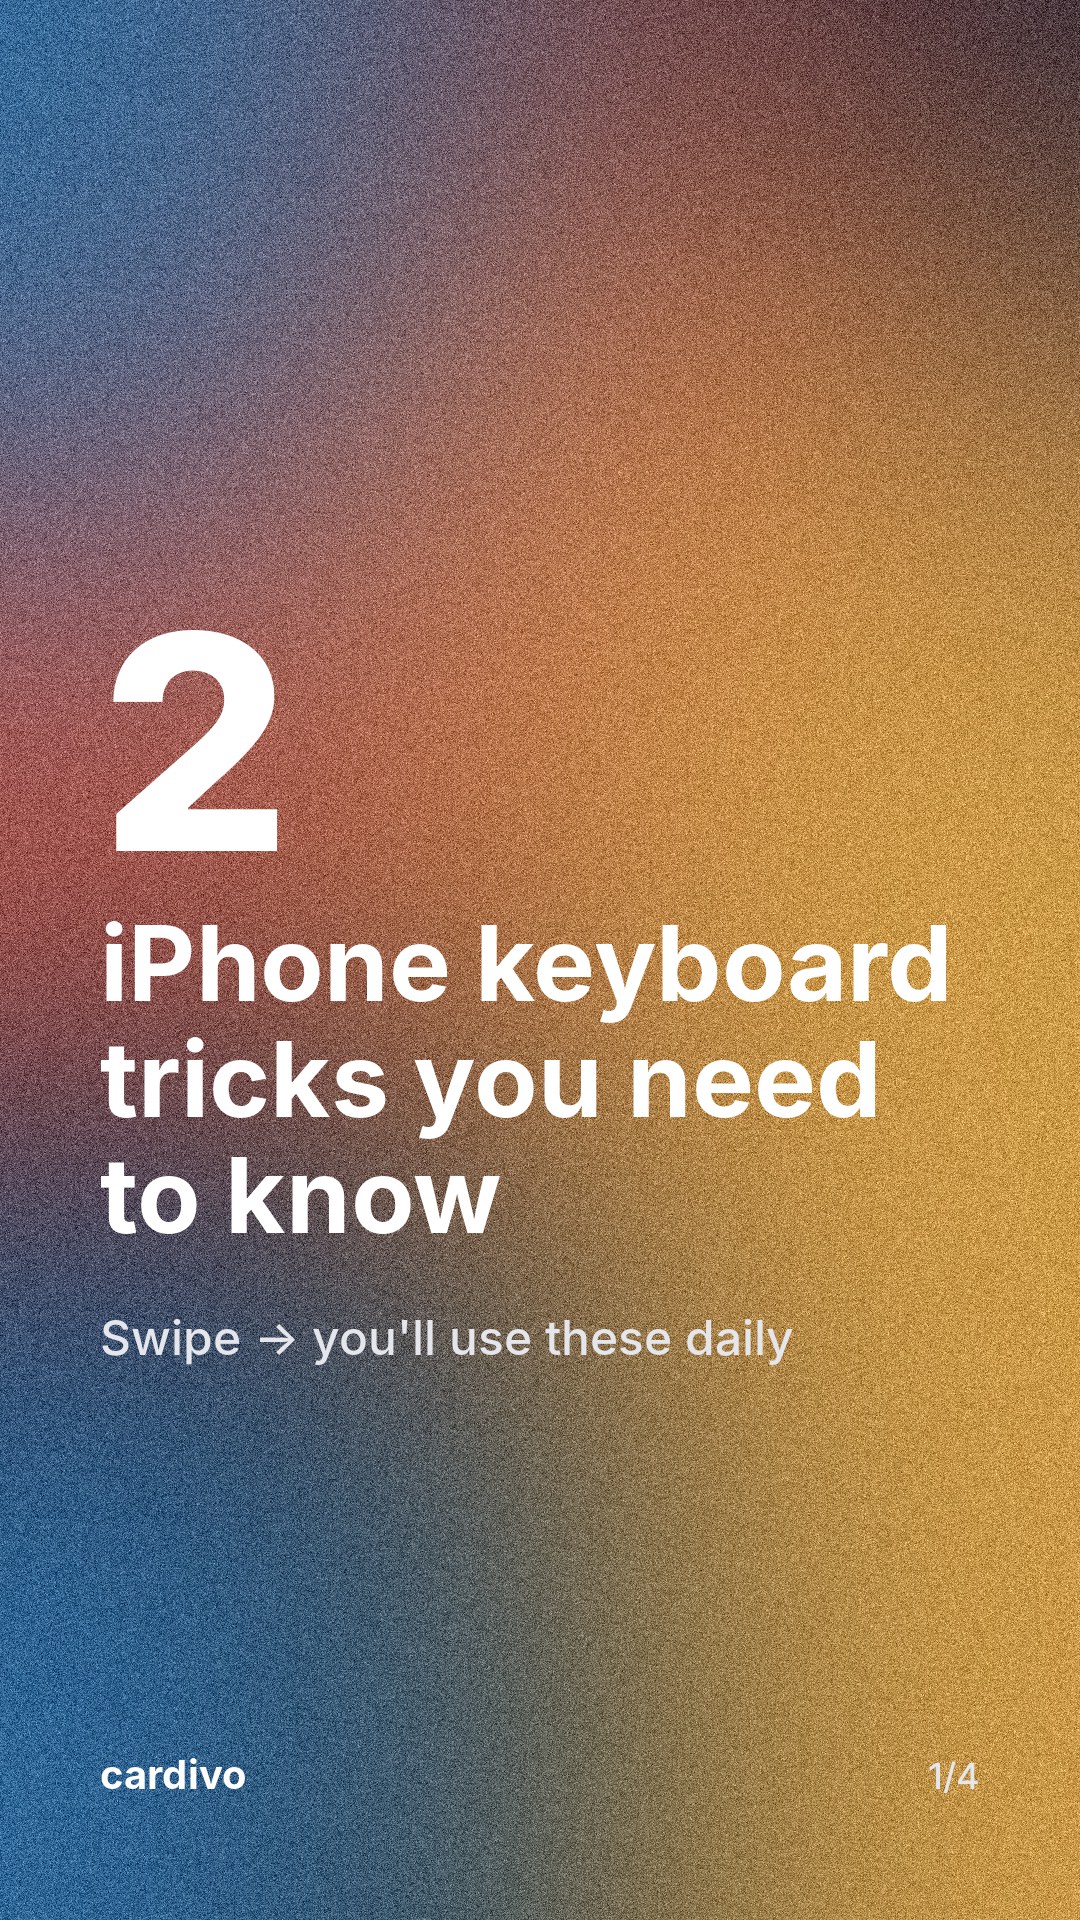 2
iPhone keyboard
tricks you need
to know
Swipe → you'll use these daily
cardivo
1/4